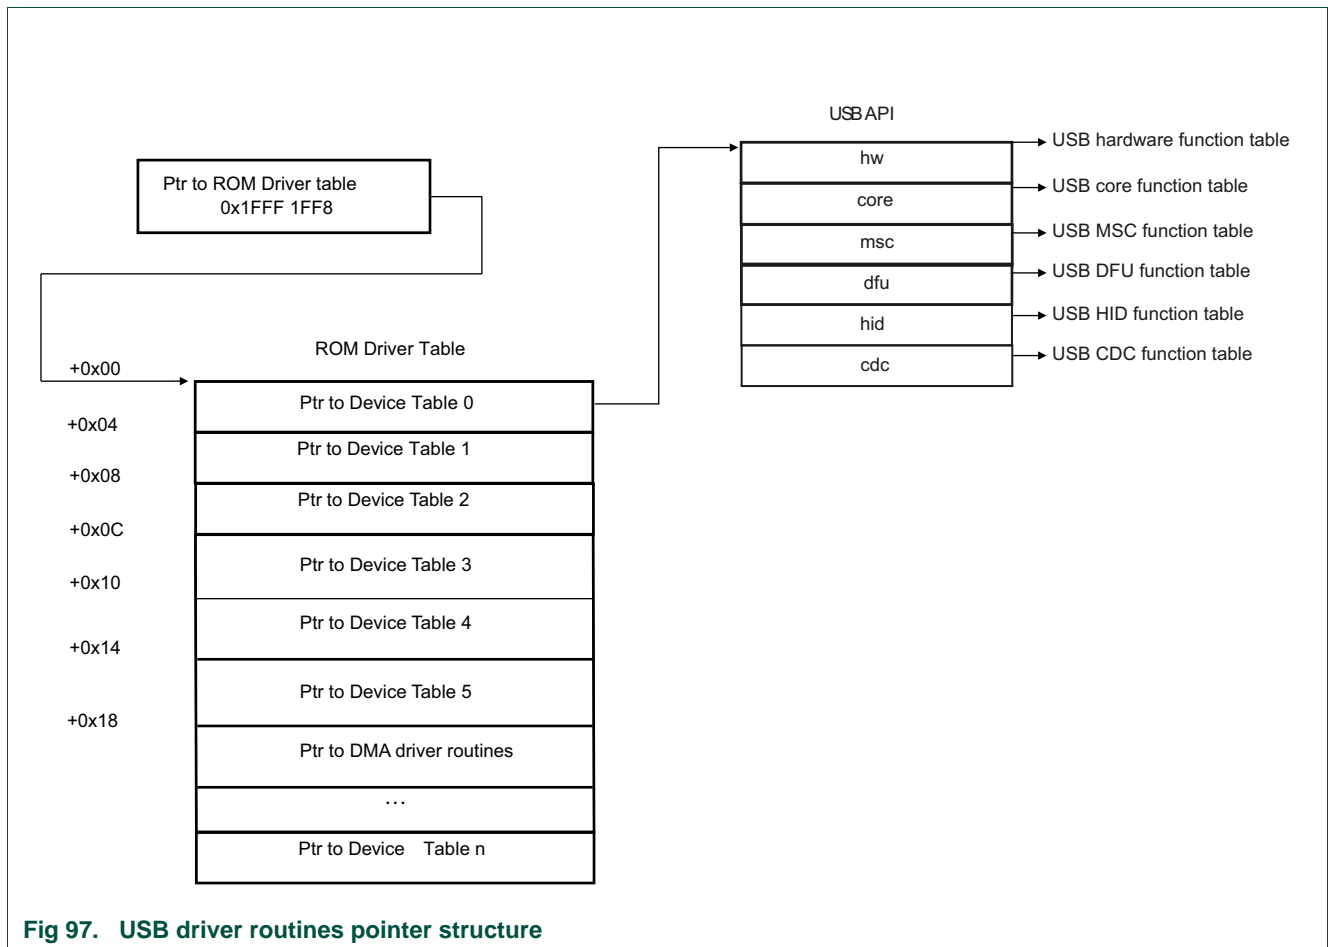 USB API
hw
core
msc
dfu
hid
cdc
USB hardware function table
USB core function table
USB MSC function table
USB DFU function table
USB HID function table
USB CDC function table
Ptr to ROM Driver table
0x1FFF 1FF8
ROM Driver Table
+0x00
+0x04
+0x08
+0x0C
+0x10
+0x14
+0x18
Ptr to Device Table 0
Ptr to Device Table 1
Ptr to Device Table 2
Ptr to Device Table 3
Ptr to Device Table 4
Ptr to Device Table 5
Ptr to DMA driver routines
…
Ptr to Device Table n
Fig 97. USB driver routines pointer structure